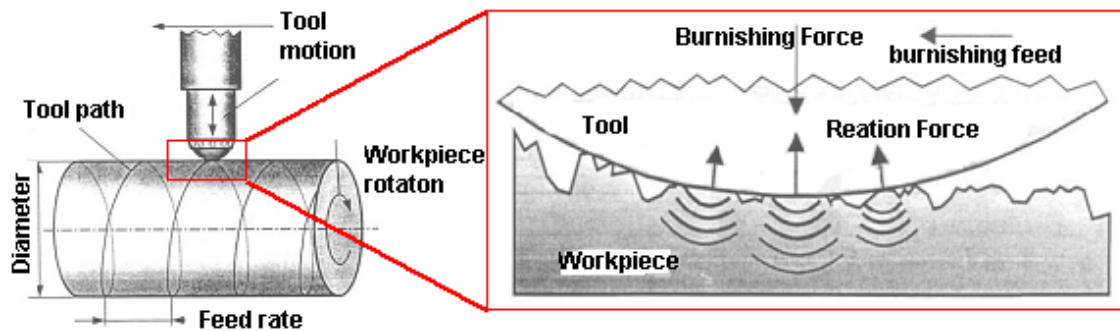 Tool
motion
Tool path
Workpiece
rotaton
Diameter
Feed rate
Burnishing Force
burnishing feed
Tool
Reation Force
Workpiece